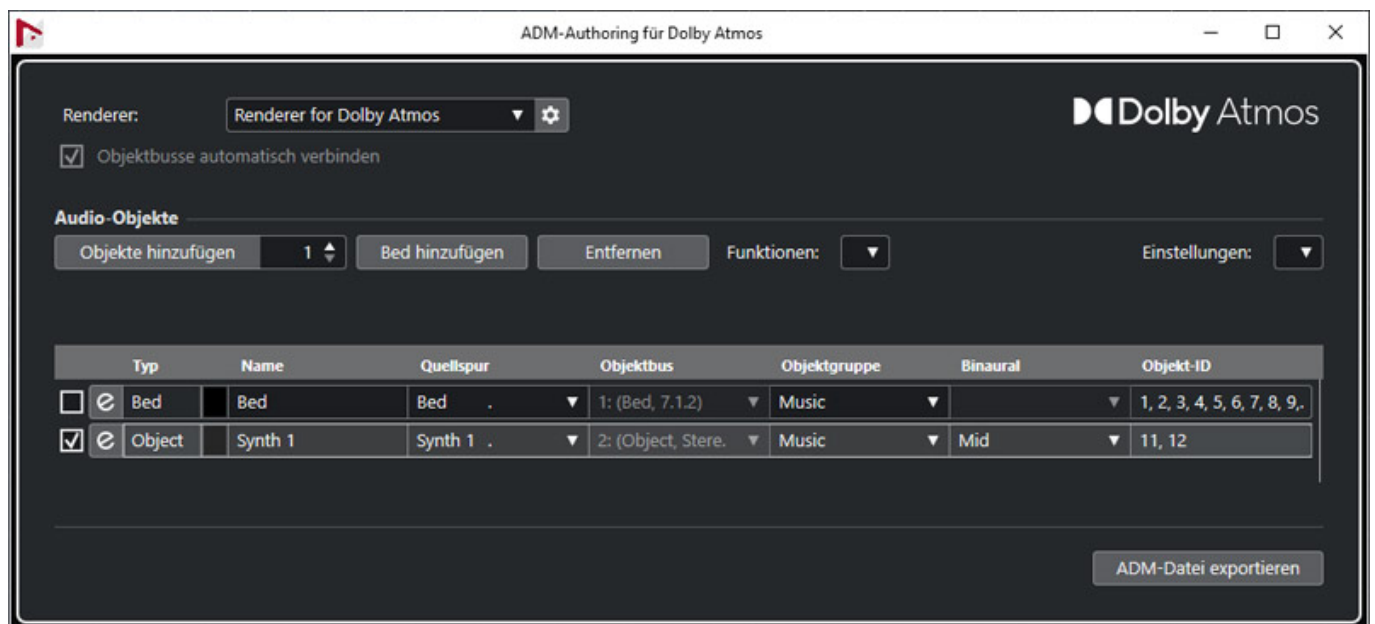 ADM-Authoring für Dolby Atmos
Renderer: Renderer for Dolby Atmos Dolby Atmos
Objektbusse automatisch verbinden
Audio-Objekte
Objekte hinzufügen 1 Bed hinzufügen Entfernen Funktionen: Einstellungen:
Typ Name Quellspur Objektbus Objektgruppe Binaural Objekt-ID
e Bed Bed Bed . 1: (Bed, 7.1.2) Music 1, 2, 3, 4, 5, 6, 7, 8, 9,.
e Object Synth 1 Synth 1 . 2: (Object, Stere. Music Mid 11, 12
ADM-Datei exportieren